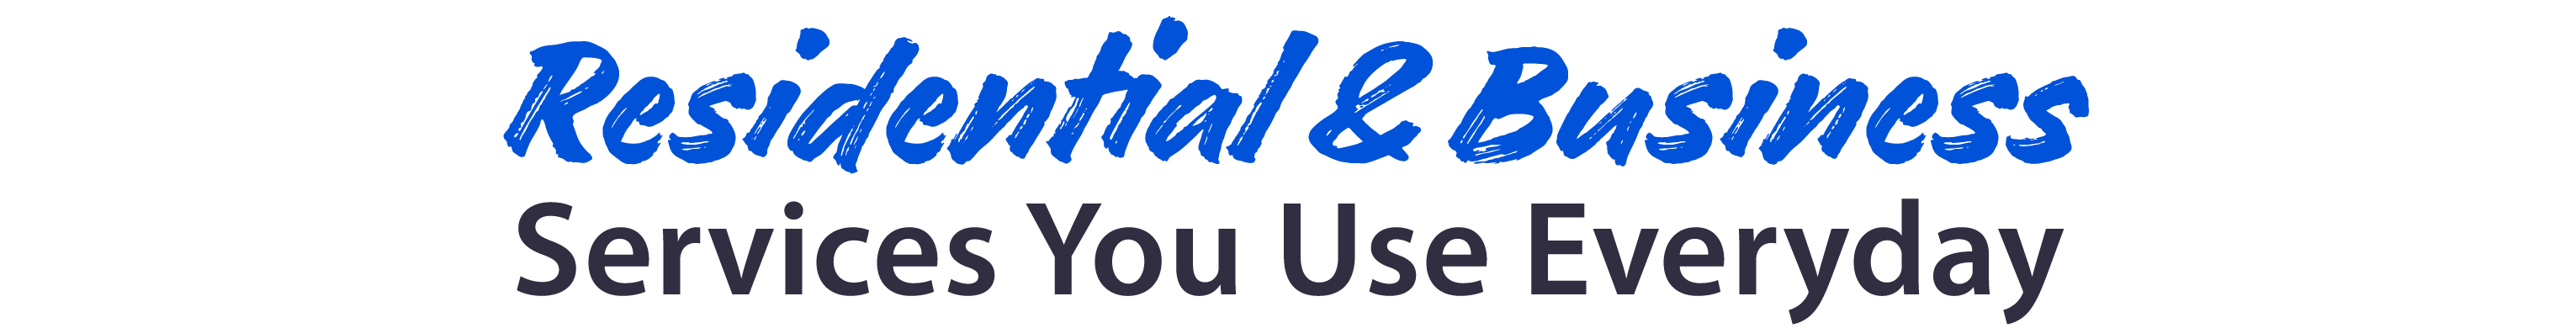 Residential & Business
Services You Use Everyday